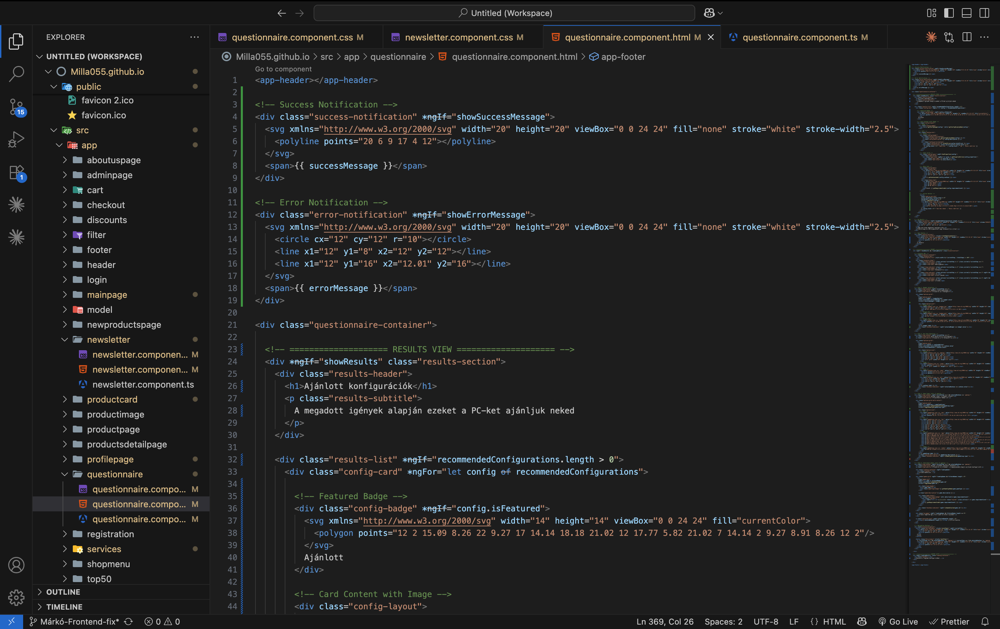 Untitled (Workspace)
EXPLORER
UNTITLED (WORKSPACE)
Milla055.github.io
public
favicon 2.ico
favicon.ico
src
app
aboutuspage
adminpage
cart
checkout
discounts
filter
footer
header
login
mainpage
model
newproductspage
newsletter
newsletter.componen... M
newsletter.componen... M
newsletter.component.ts
productcard
productimage
productpage
productsdetailpage
profilepage
questionnaire
questionnaire.compo... M
questionnaire.compo... M
questionnaire.compo... M
registration
services
shopmenu
top50
OUTLINE
TIMELINE
15
1
questionnaire.component.css M
newsletter.component.css M
questionnaire.component.html M
questionnaire.component.ts M
Milla055.github.io > src > app > questionnaire > questionnaire.component.html > app-footer
Go to component
1 <app-header></app-header>
2
3 <!-- Success Notification -->
4 <div class="success-notification" *ngIf="showSuccessMessage">
5 <svg xmlns="http://www.w3.org/2000/svg" width="20" height="20" viewBox="0 0 24 24" fill="none" stroke="white" stroke-width="2.5">
6 <polyline points="20 6 9 17 4 12"></polyline>
7 </svg>
8 <span>{{ successMessage }}</span>
9 </div>
10
11 <!-- Error Notification -->
12 <div class="error-notification" *ngIf="showErrorMessage">
13 <svg xmlns="http://www.w3.org/2000/svg" width="20" height="20" viewBox="0 0 24 24" fill="none" stroke="white" stroke-width="2.5">
14 <circle cx="12" cy="12" r="10"></circle>
15 <line x1="12" y1="8" x2="12" y2="12"></line>
16 <line x1="12" y1="16" x2="12.01" y2="16"></line>
17 </svg>
18 <span>{{ errorMessage }}</span>
19 </div>
20
21 <div class="questionnaire-container">
22
23 <!-- ==================== RESULTS VIEW ==================== -->
24 <div *ngIf="showResults" class="results-section">
25 <div class="results-header">
26 <h1>Ajánlott konfigurációk</h1>
27 <p class="results-subtitle">
28 A megadott igények alapján ezeket a PC-ket ajánljuk neked
29 </p>
30 </div>
31
32 <div class="results-list" *ngIf="recommendedConfigurations.length > 0">
33 <div class="config-card" *ngFor="let config of recommendedConfigurations">
34
35 <!-- Featured Badge -->
36 <div class="config-badge" *ngIf="config.isFeatured">
37 <svg xmlns="http://www.w3.org/2000/svg" width="14" height="14" viewBox="0 0 24 24" fill="currentColor">
38 <polygon points="12 2 15.09 8.26 22 9.27 17 14.14 18.18 21.02 12 17.77 5.82 21.02 7 14.14 2 9.27 8.91 8.26 12 2"/>
39 </svg>
40 Ajánlott
41 </div>
42
43 <!-- Card Content with Image -->
44 <div class="config-layout">
Márkó-Frontend-fix* 0 0 Ln 369, Col 26 Spaces: 2 UTF-8 LF {} HTML Go Live Prettier